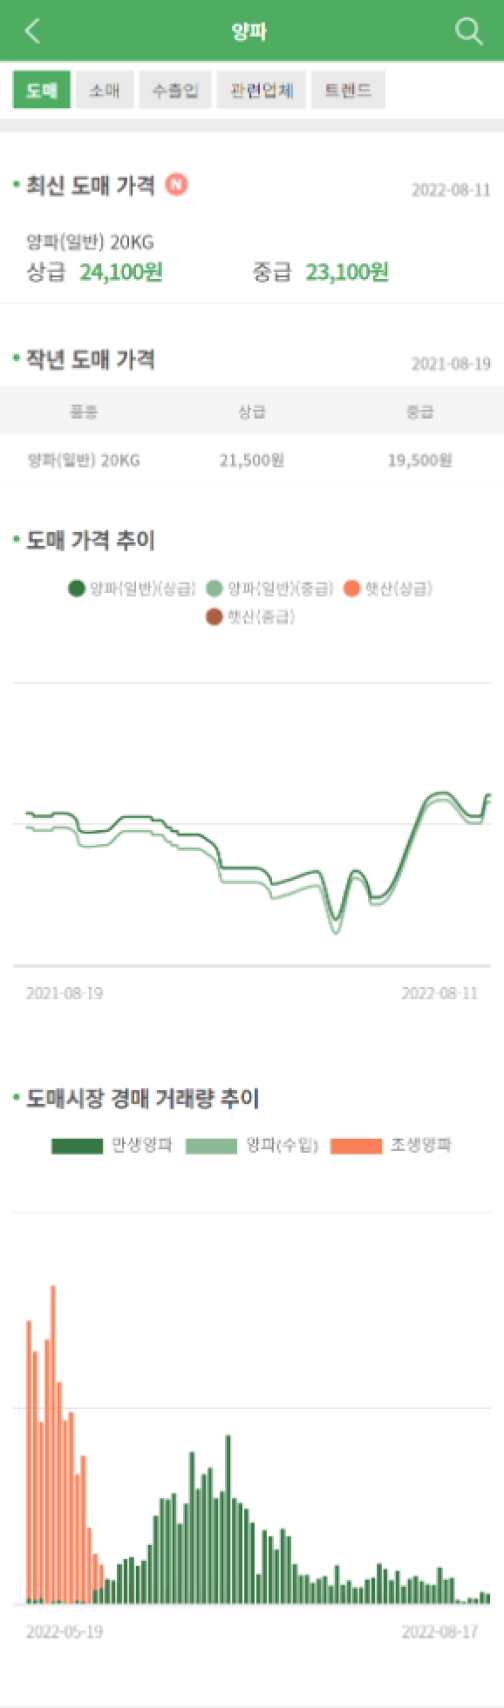 양파
도매 소매 수출입 관련업체 트렌드
최신 도매 가격 N 2022-08-11
양파(일반) 20KG
상급 24,100원 중급 23,100원
작년 도매 가격 2021-08-19
품종 상급 중급
양파(일반) 20KG 21,500원 19,500원
도매 가격 추이
양파(일반)(상급) 양파(일반)(중급) 햇산(상급)
햇산(중급)
2021-08-19 2022-08-11
도매시장 경매 거래량 추이
만생양파 양파(수입) 조생양파
2022-05-19 2022-08-17